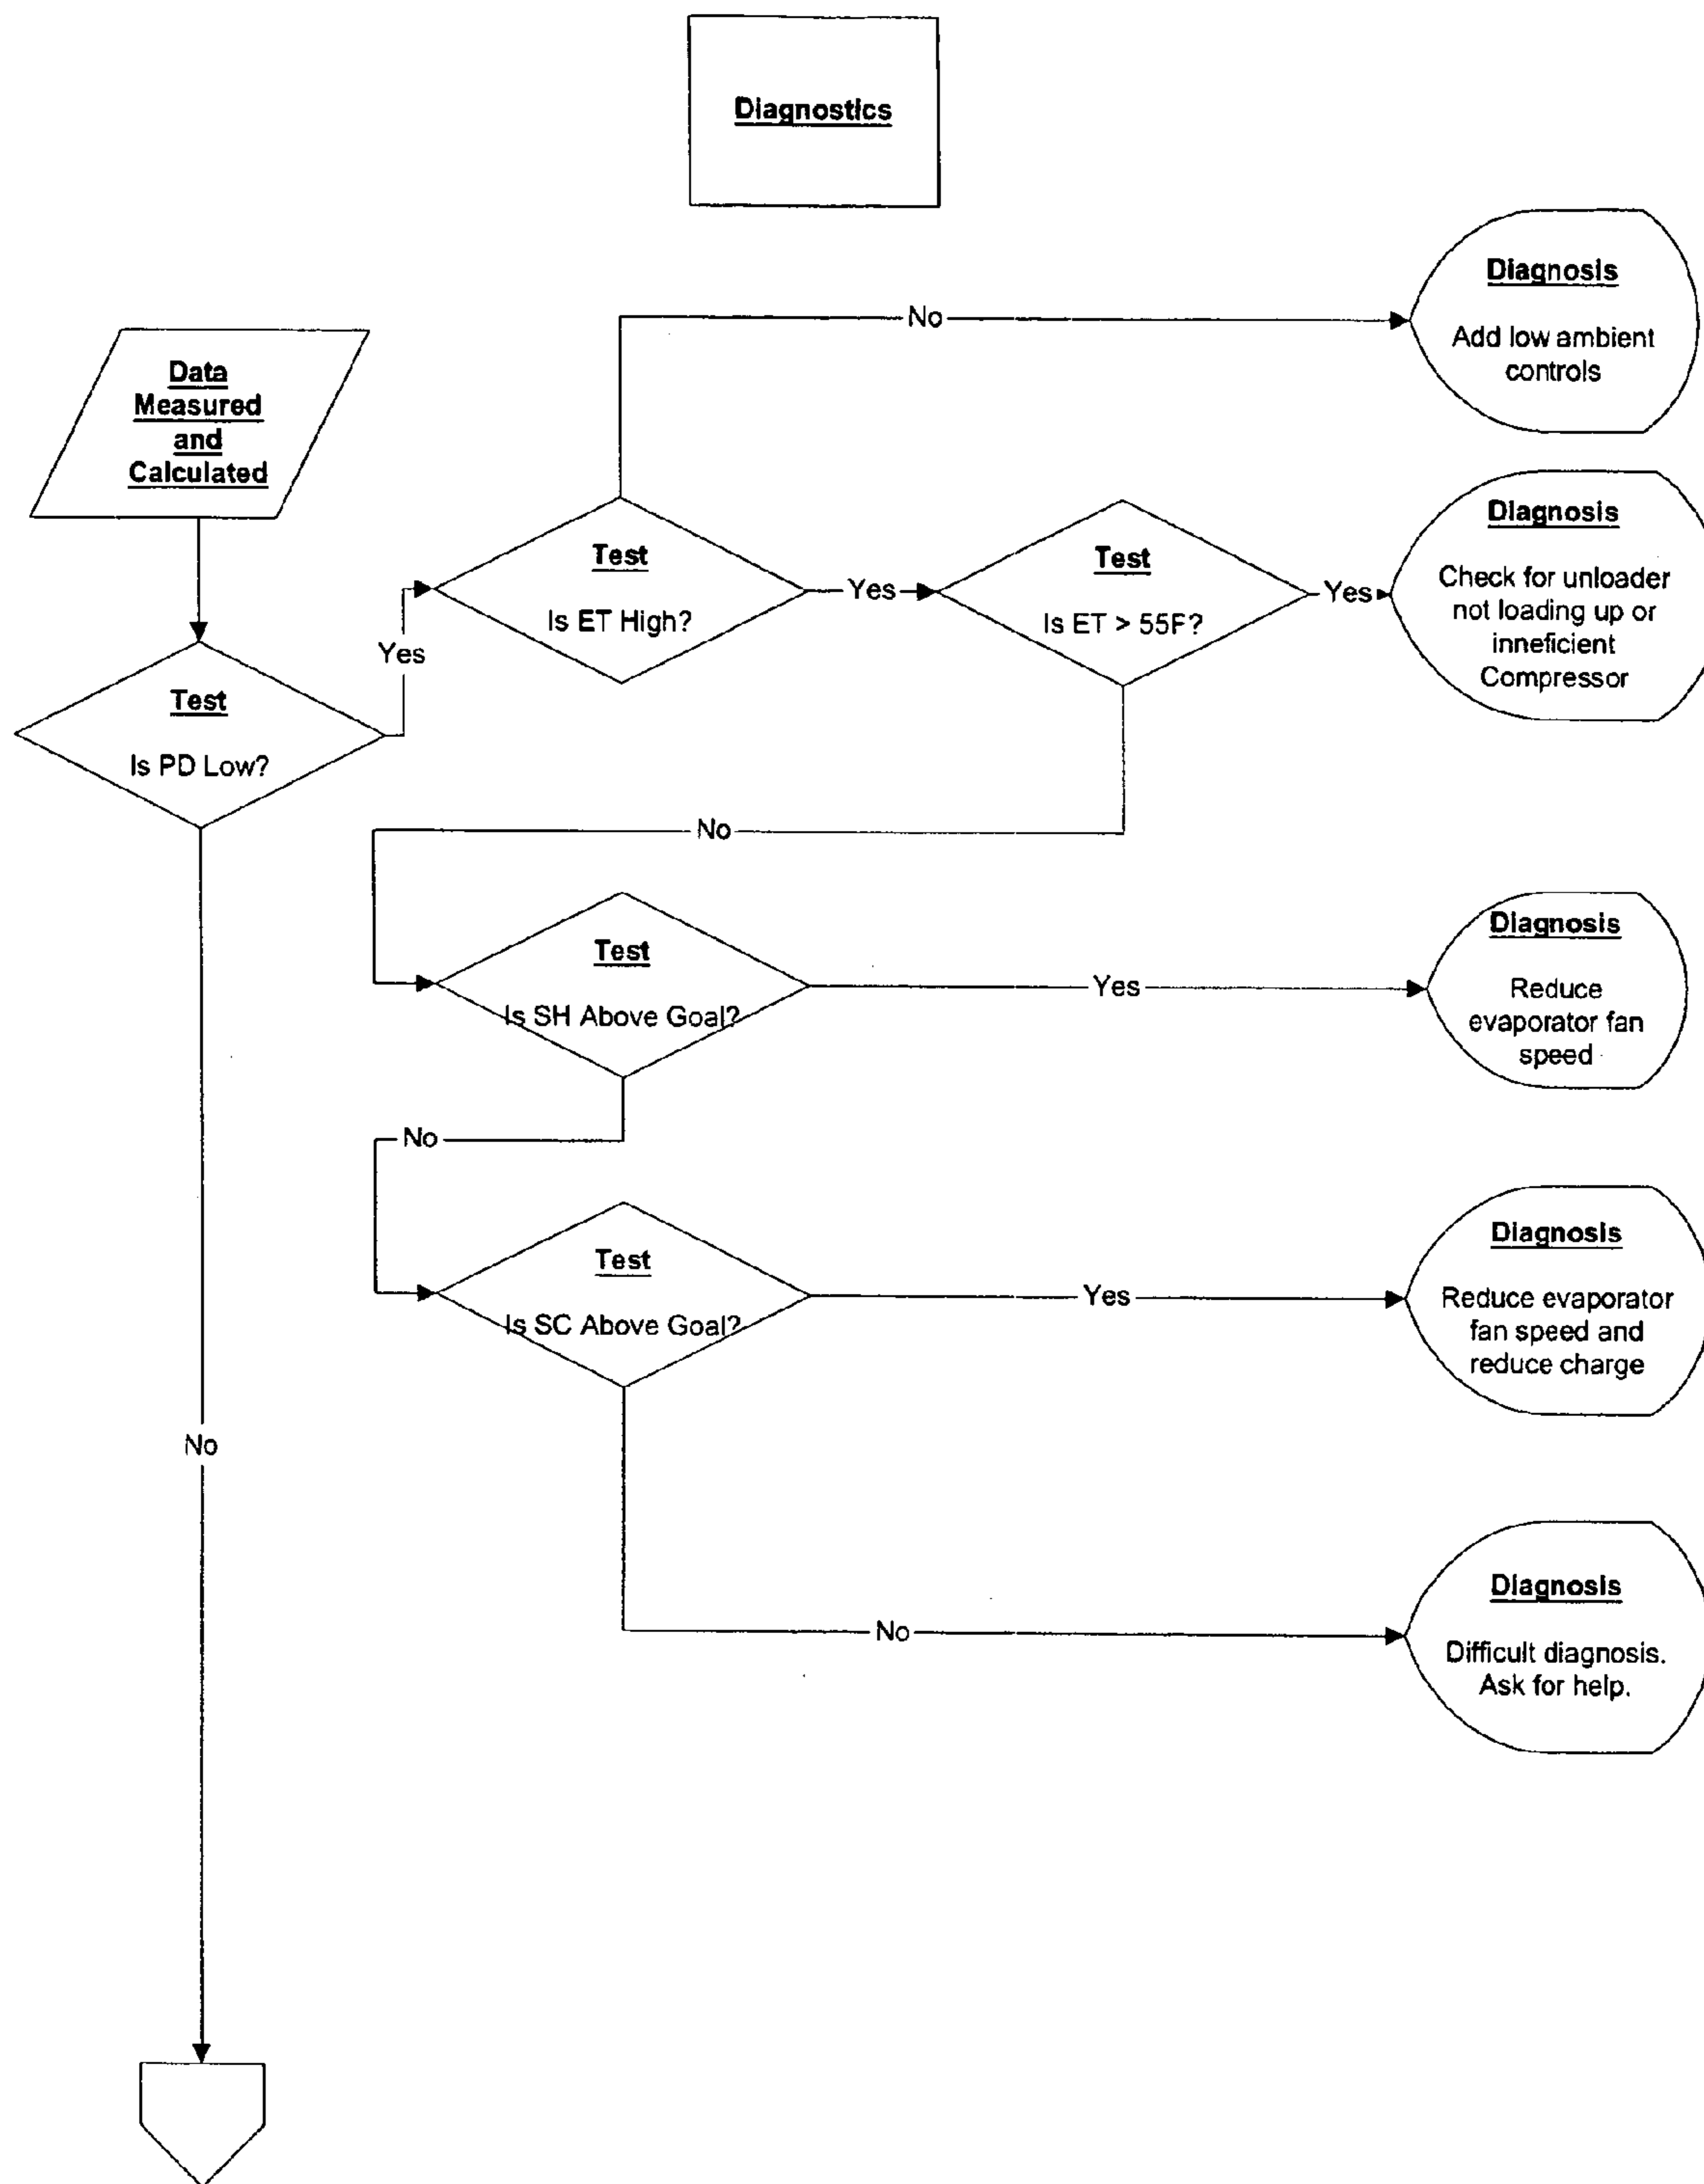 Diagnostics
Diagnosis
Add low ambient
controls
No
Data
Measured
and
Calculated
Test
Is ET High?
Yes
Test
Is ET > 55F?
Yes
Diagnosis
Check for unloader
not loading up or
inneficient
Compressor
Yes
Test
Is PD Low?
No
Test
Is SH Above Goal?
Yes
Diagnosis
Reduce
evaporator fan
speed
No
Test
Is SC Above Goal?
Yes
Diagnosis
Reduce evaporator
fan speed and
reduce charge
No
No
Diagnosis
Difficult diagnosis.
Ask for help.